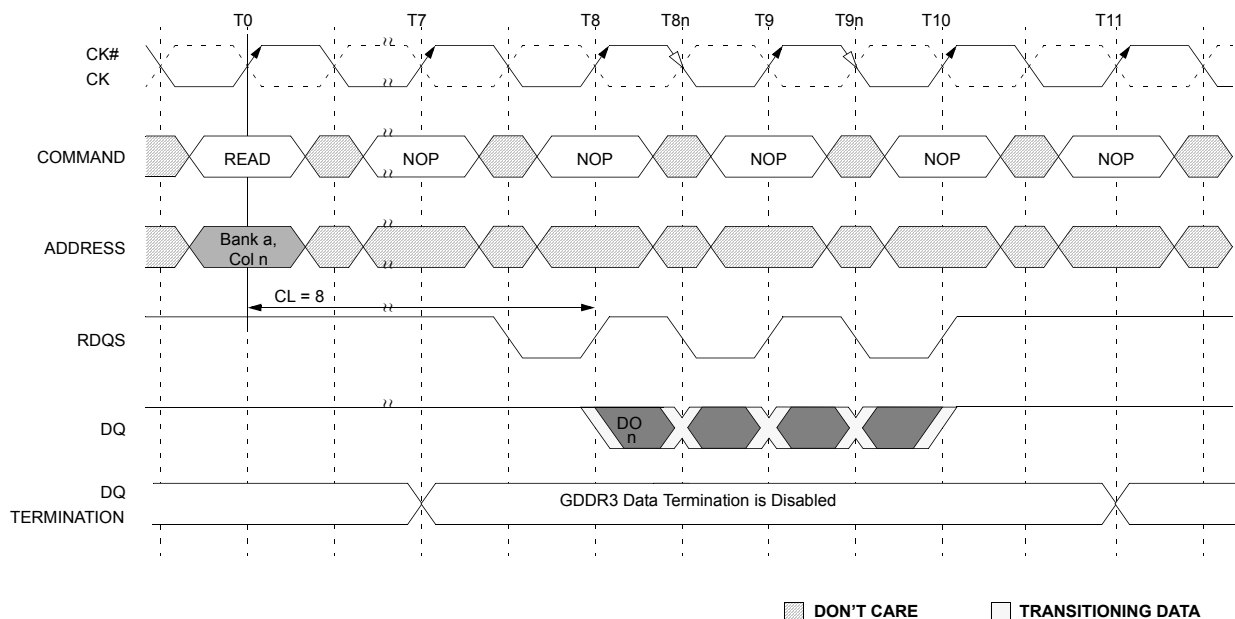 T0 T7 T8 T8n T9 T9n T10 T11
CK#
CK
COMMAND READ NOP NOP NOP NOP NOP
ADDRESS Bank a,
Col n
CL = 8
RDQS
DQ DO
n
DQ
TERMINATION GDDR3 Data Termination is Disabled
DON'T CARE TRANSITIONING DATA